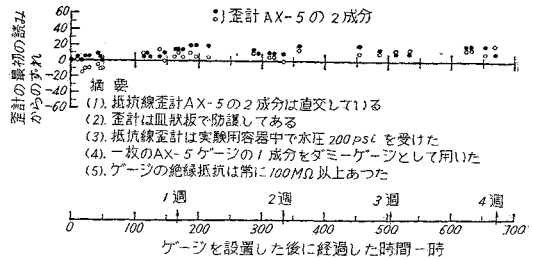 :}歪計AX-5の2成分
歪計の最初の読み
からのずれ
60
40
20
0
-20
-40
-60
摘要
(1). 抵抗線歪計AX-5の2成分は直交している
(2). 歪計は皿状板で防護してある
(3). 抵抗線歪計は実験用容器中で水圧200psiを受けた
(4). 一枚のAX-5ゲージの1成分をダミーゲージとして用いた
(5). ゲージの絶縁抵抗は常に100MΩ以上あつた
1週 2週 3週 4週
0 100 200 300 400 500 600 700
ゲージを設置した後に経過した時間一時